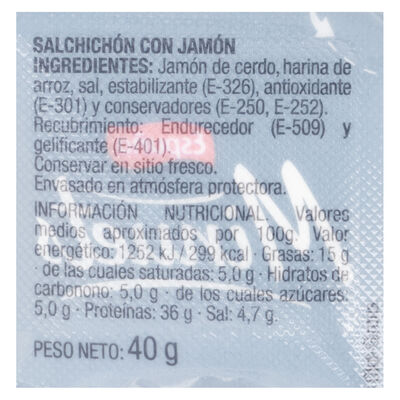 SALCHICHÓN CON JAMÓN
INGREDIENTES: Jamón de cerdo, harina de
arroz, sal, estabilizante (E-326), antioxidante
(E-301) y conservadores (E-250, E-252).
Recubrimiento: Endurecedor (E-509) y
gelificante (E-401).
Conservar en sitio fresco.
Envasado en atmósfera protectora.
INFORMACIÓN NUTRICIONAL. Valores
medios aproximados por 100g. Valor
energético: 1252 kJ / 299 kcal - Grasas: 15 g
- de las cuales saturadas: 5,0 g - Hidratos de
carbonono: 5,0 g - de los cuales azúcares:
5,0 g - Proteínas: 36 g - Sal: 4,7 g.
PESO NETO: 40 g